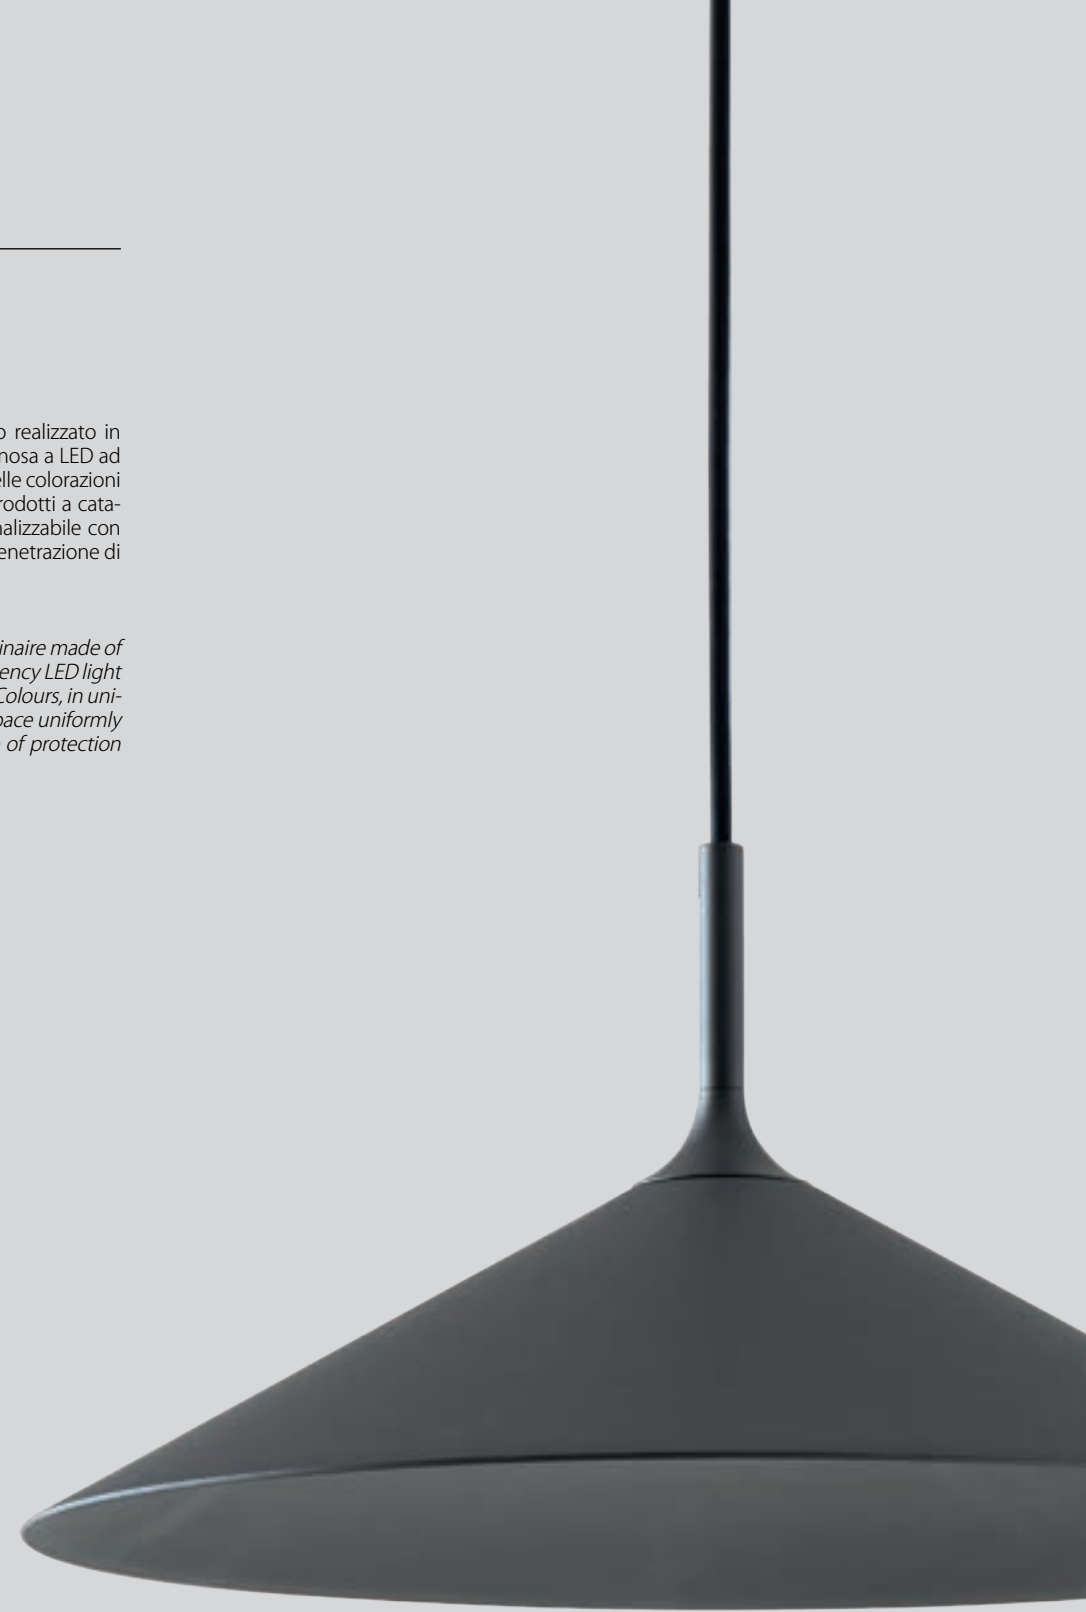 o realizzato in
nosa a LED ad
elle colorazioni
rodotti a cata-
nalizzabile con
enetrazione di
inaire made of
ency LED light
Colours, in uni-
pace uniformly
of protection